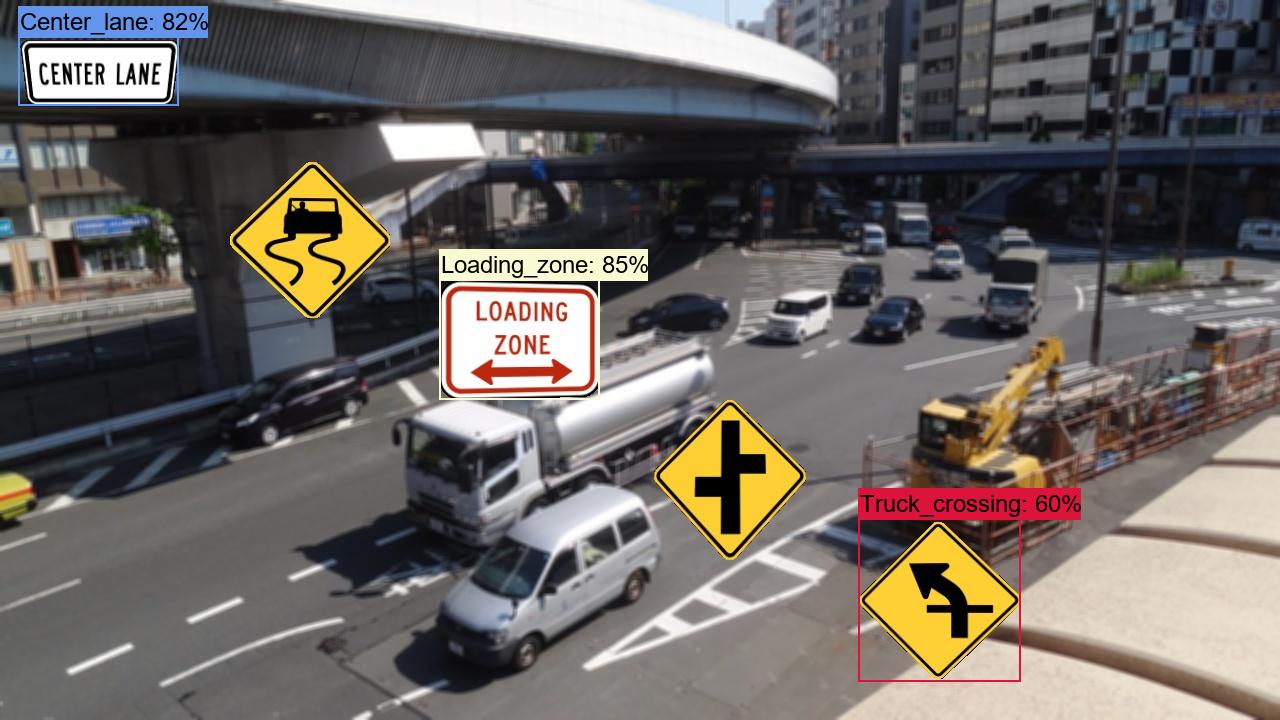 Center_lane: 82%
CENTER LANE
Loading_zone: 85%
LOADING
ZONE
Truck_crossing: 60%